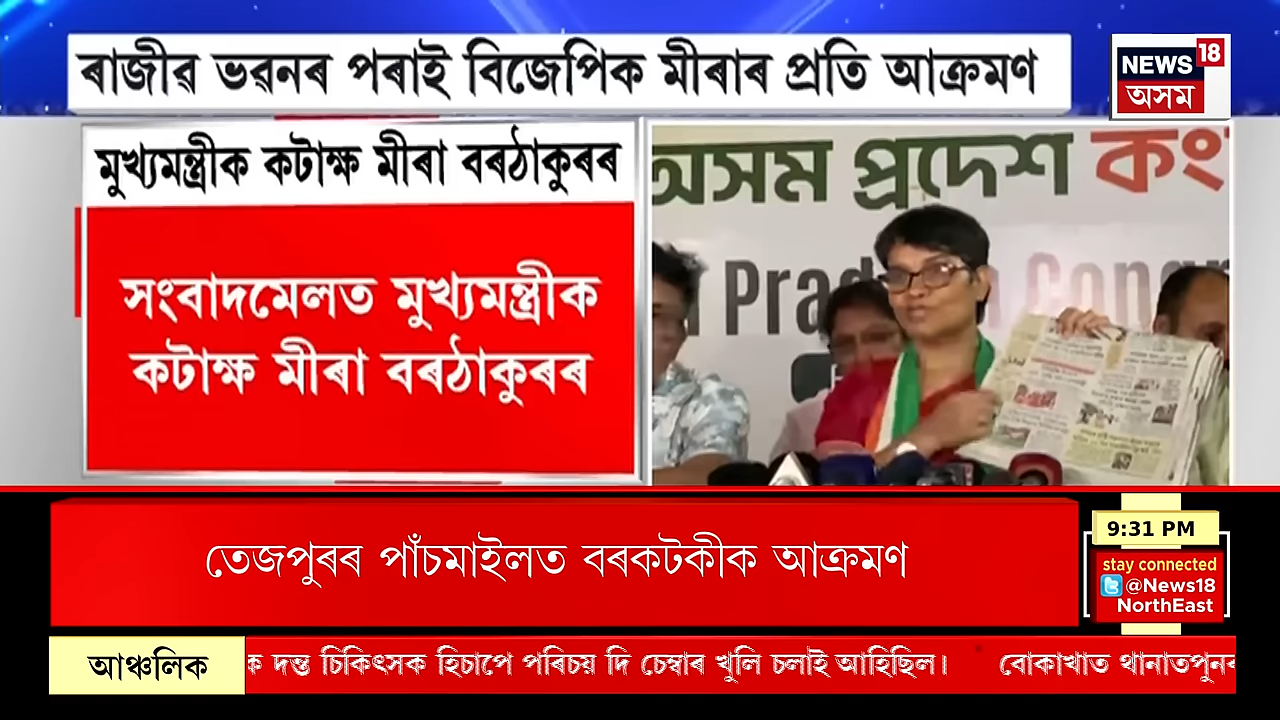 ৰাজীৱ ভৱনৰ পৰাই বিজেপিক মীৰাৰ প্ৰতি আক্ৰমণ
NEWS 18
অসম
মুখ্যমন্ত্ৰীক কটাক্ষ মীৰা বৰঠাকুৰৰ
সংবাদমেলত মুখ্যমন্ত্ৰীক
কটাক্ষ মীৰা বৰঠাকুৰৰ
অসম প্ৰদেশ কং
Prad Cong
তেজপুৰৰ পাঁচমাইলত বৰকটকীক আক্ৰমণ
9:31 PM
stay connected
@News18
NorthEast
আঞ্চলিক
ক দন্ত চিকিৎসক হিচাপে পৰিচয় দি চেম্বাৰ খুলি চলাই আহিছিল। বোকাখাত থানাতপুনৰ